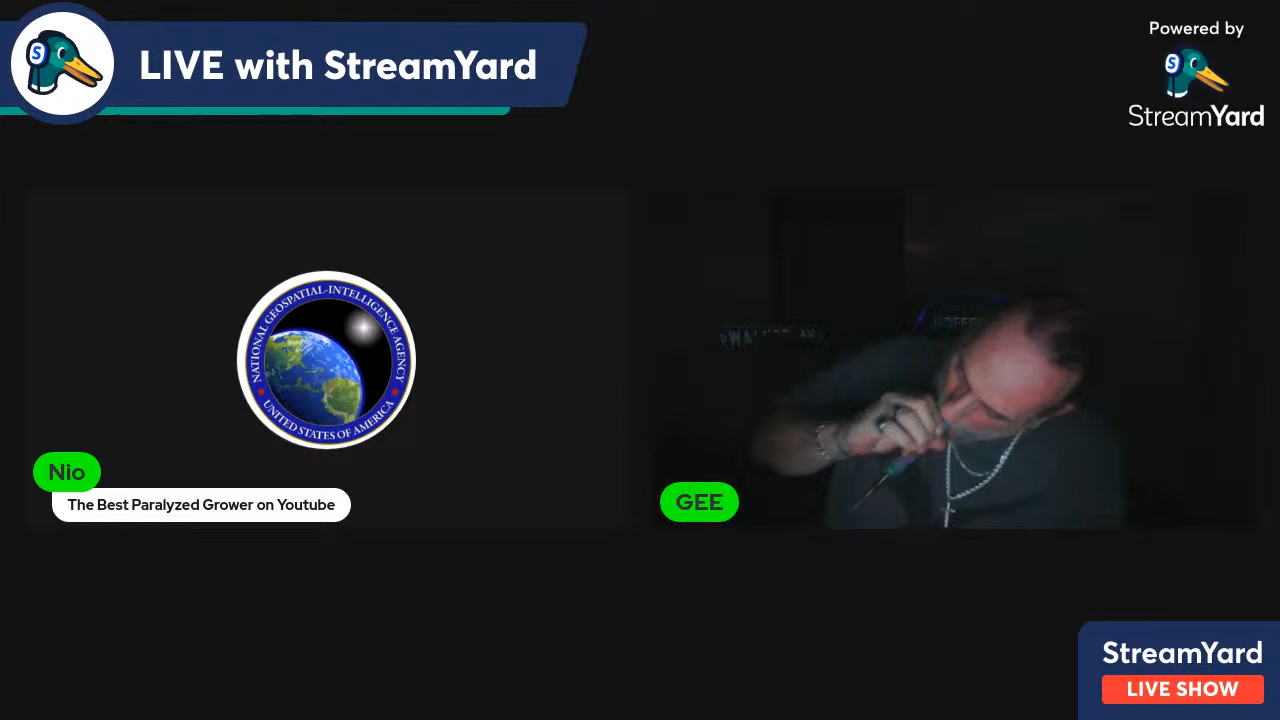 S
LIVE with StreamYard
Powered by
S
StreamYard
NATIONAL GEOSPATIAL-INTELLIGENCE AGENCY
UNITED STATES OF AMERICA
Nio
The Best Paralyzed Grower on Youtube
GEE
StreamYard
LIVE SHOW